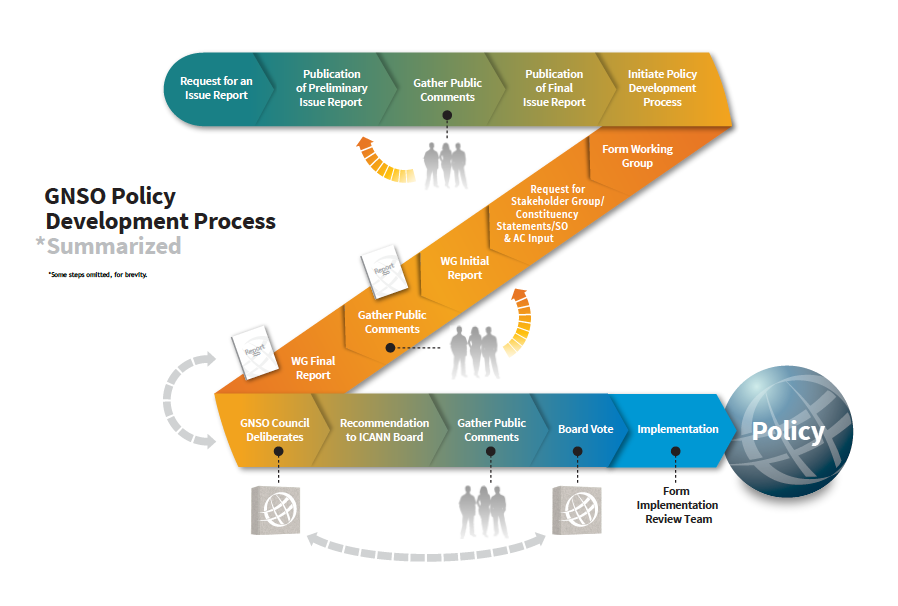 Request for an
Issue Report
Publication
of Preliminary
Issue Report
Gather Public
Comments
Publication
of Final
Issue Report
Initiate Policy
Development
Process
Form Working
Group
Request for
Stakeholder Group/
Constituency
Statements/SO
& AC Input
GNSO Policy
Development Process
*Summarized
*Some steps omitted, for brevity.
WG Initial
Report
Report
Gather Public
Comments
Report
WG Final
Report
GNSO Council
Deliberates
Recommendation
to ICANN Board
Gather Public
Comments
Board Vote
Implementation
Policy
Form
Implementation
Review Team